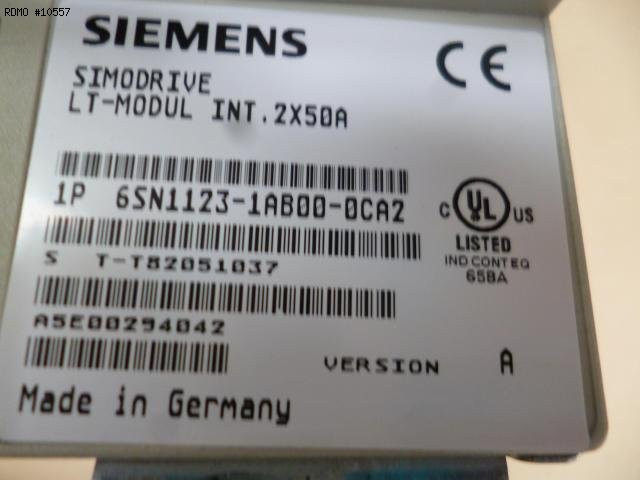 RDMO #10557
SIEMENS
CE
SIMODRIVE
LT-MODUL INT.2X50A
1P 6SN1123-1AB00-0CA2
C UL US
LISTED
IND CONT EQ
65BA
S T-T82051037
A5E00294042
VERSION A
Made in Germany